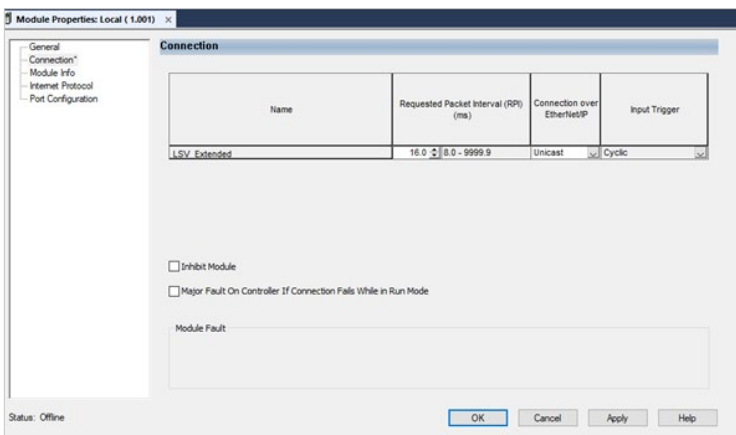 Module Properties: Local ( 1.001) ×
General
Connection*
Module Info
Internet Protocol
Port Configuration
Connection
Name
Requested Packet Interval (RPI)
(ms)
Connection over
EtherNet/IP
Input Trigger
LSV_Extended 16.0 8.0 - 9999.9 Unicast Cyclic
Inhibit Module
Major Fault On Controller If Connection Fails While in Run Mode
Module Fault
Status: Offline
OK Cancel Apply Help